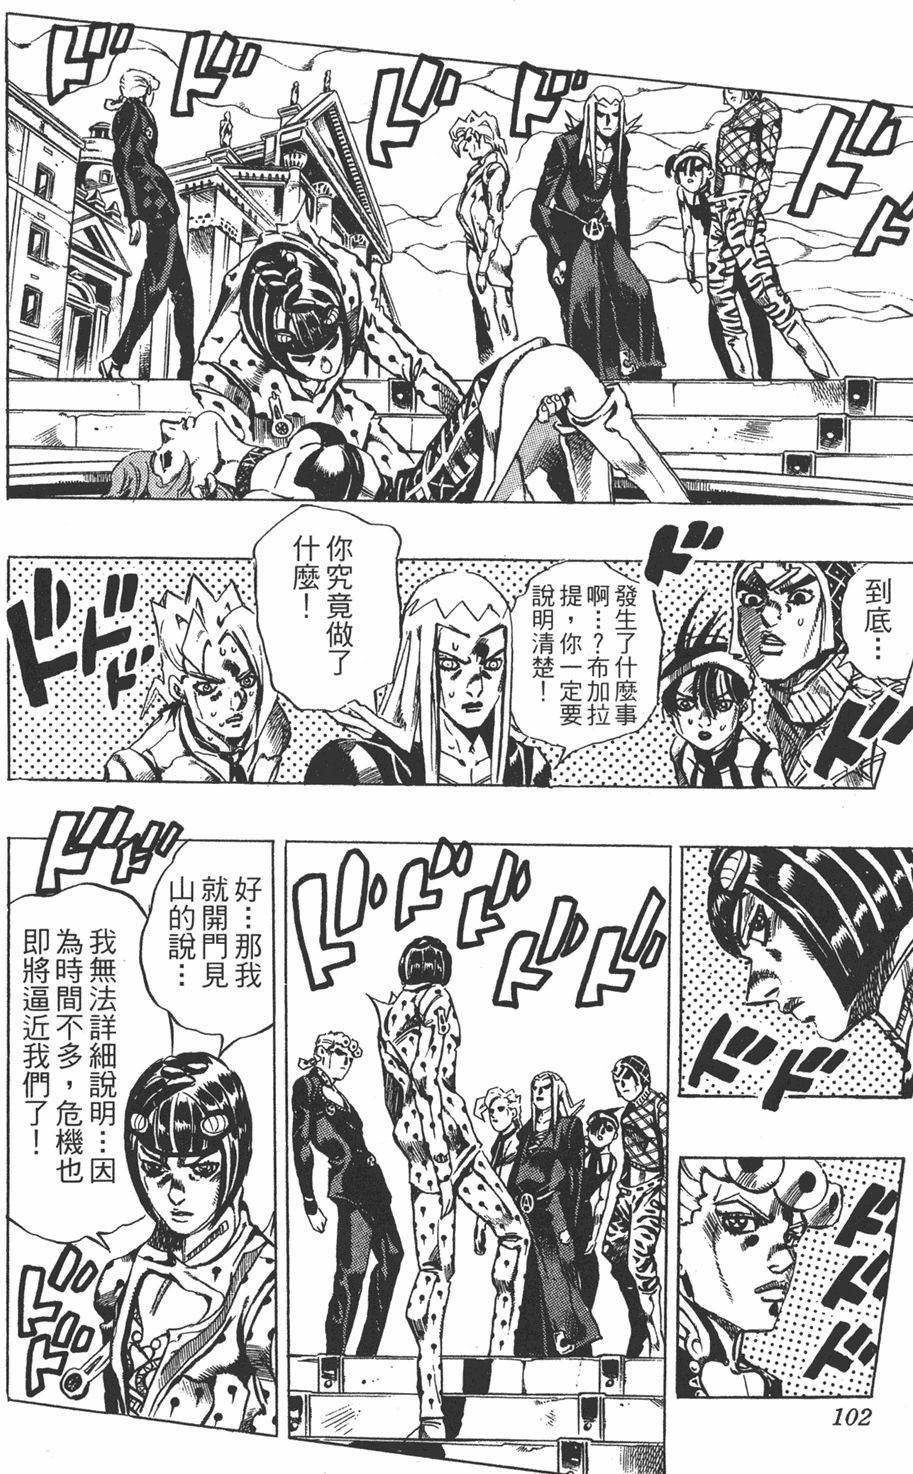 ドド
ドド
ドド
到底…
發生了什麼事
啊…?布加拉
提,你一定要
說明清楚!
ド
ド
你究竟做了
什麼!
ドド
ドド
ドドド
ドドドドド
好…那我
就開門見
山的說…
我無法詳細說明…因
為時間不多,危機也
即將逼近我們了!
ドド
ドド
102